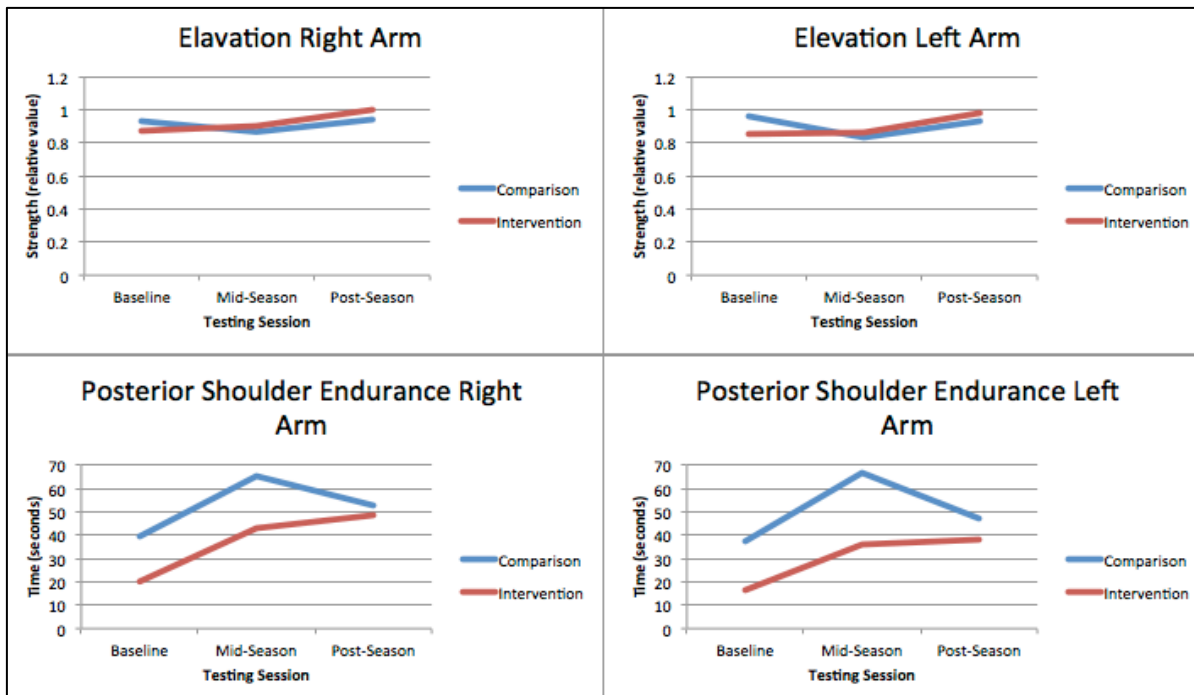 Elavation Right Arm
1.2
1
0.8
0.6
0.4
0.2
0
Strength (relative value)
Baseline Mid-Season Post-Season
Testing Session
Comparison
Intervention
Elevation Left Arm
1.2
1
0.8
0.6
0.4
0.2
0
Strength (relative value)
Baseline Mid-Season Post-Season
Testing Session
Comparison
Intervention
Posterior Shoulder Endurance Right
Arm
70
60
50
40
30
20
10
0
Time (seconds)
Baseline Mid-Season Post-Season
Testing Session
Comparison
Intervention
Posterior Shoulder Endurance Left
Arm
70
60
50
40
30
20
10
0
Time (seconds)
Baseline Mid-Season Post-Season
Testing Session
Comparison
Intervention